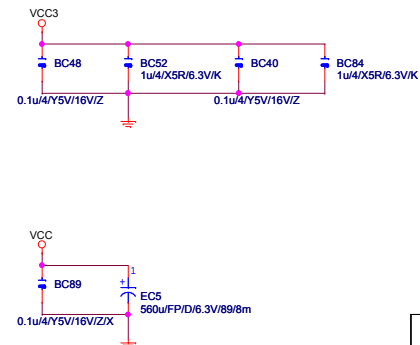 VCC3
BC48
BC52
1u/4/X5R/6.3V/K
BC40
BC84
1u/4/X5R/6.3V/K
0.1u/4/Y5V/16V/Z
0.1u/4/Y5V/16V/Z
VCC
1
BC89
+
EC5
560u/FP/D/6.3V/89/8m
0.1u/4/Y5V/16V/Z/X